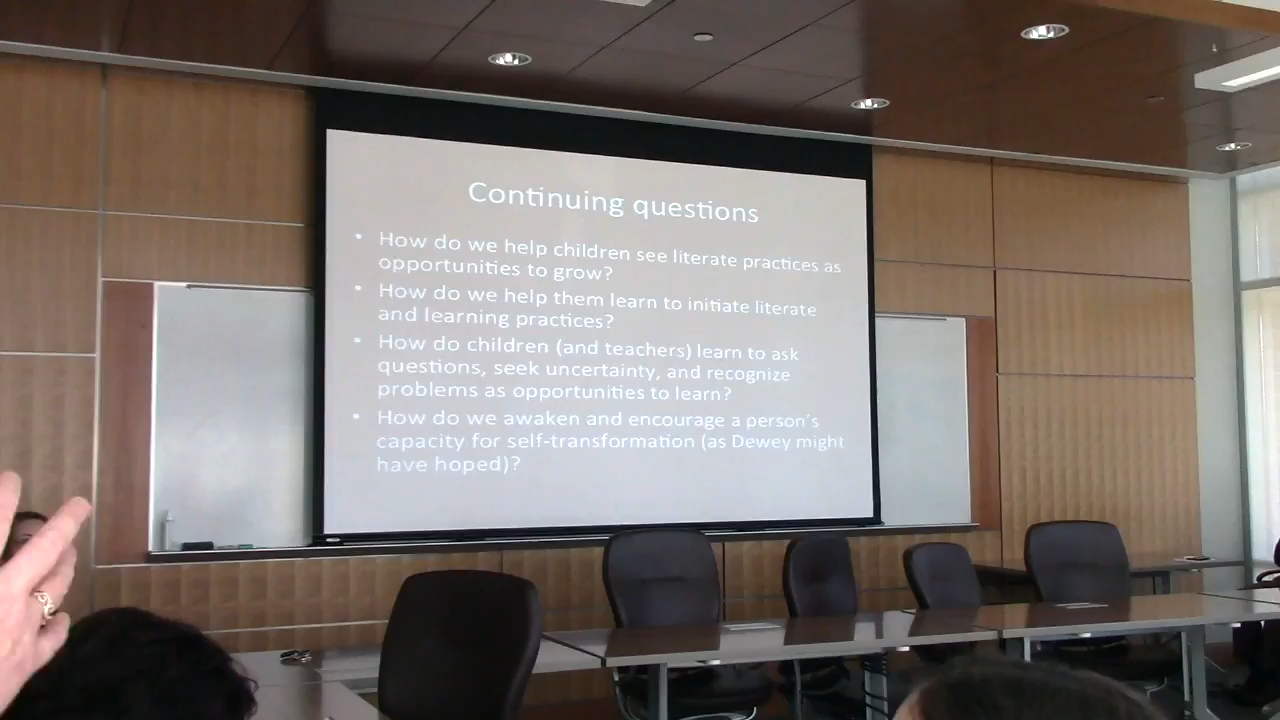 Continuing questions
• How do we help children see literate practices as
opportunities to grow?
• How do we help them learn to initiate literate
and learning practices?
• How do children (and teachers) learn to ask
questions, seek uncertainty, and recognize
problems as opportunities to learn?
• How do we awaken and encourage a person's
capacity for self-transformation (as Dewey might
have hoped)?